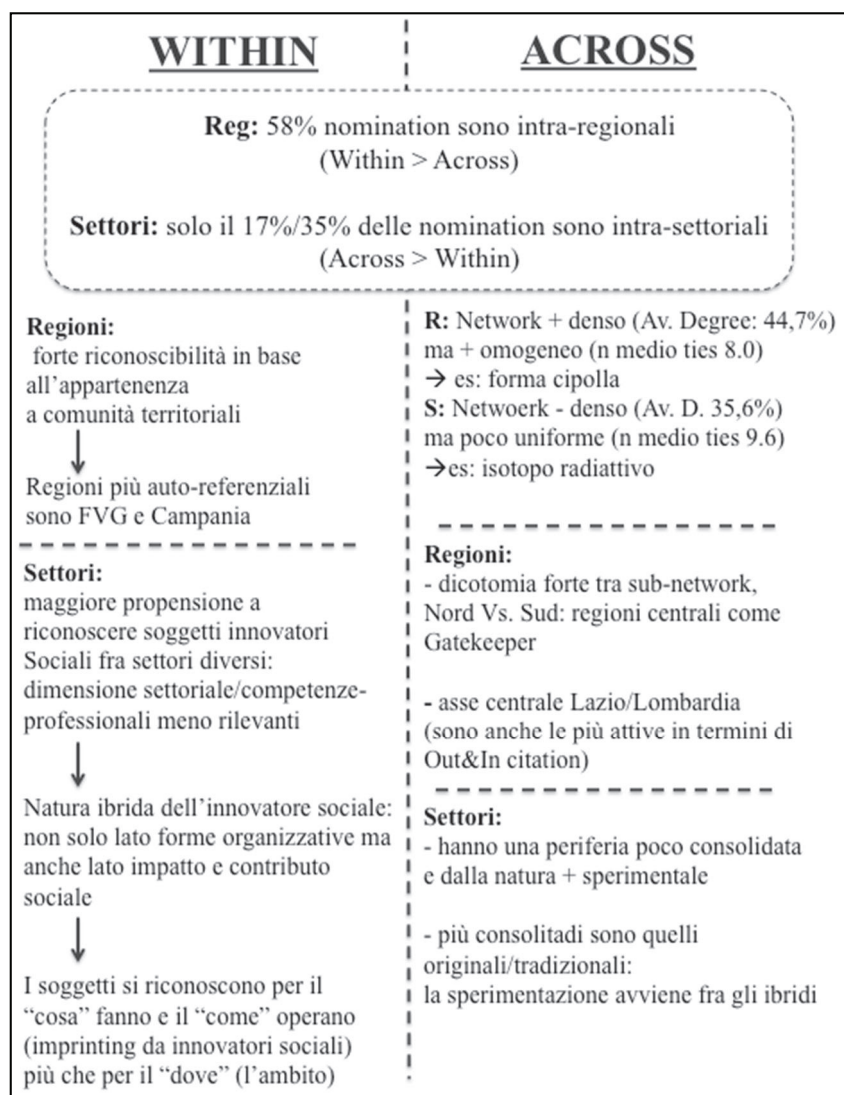 WITHIN
ACROSS
Reg: 58% nomination sono intra-regionali
(Within > Across)
Settori: solo il 17%/35% delle nomination sono intra-settoriali
(Across > Within)
Regioni:
forte riconoscibilità in base
all'appartenenza
a comunità territoriali
Regioni più auto-referenziali
sono FVG e Campania
Settori:
maggiore propensione a
riconoscere soggetti innovatori
Sociali fra settori diversi:
dimensione settoriale/competenze-
professionali meno rilevanti
Natura ibrida dell'innovatore sociale:
non solo lato forme organizzative ma
anche lato impatto e contributo
sociale
I soggetti si riconoscono per il
"cosa" fanno e il "come" operano
(imprinting da innovatori sociali)
più che per il "dove" (l'ambito)
R: Network + denso (Av. Degree: 44,7%)
ma + omogeneo (n medio ties 8.0)
→ es: forma cipolla
S: Netwoerk - denso (Av. D. 35,6%)
ma poco uniforme (n medio ties 9.6)
→es: isotopo radiattivo
Regioni:
- dicotomia forte tra sub-network,
Nord Vs. Sud: regioni centrali come
Gatekeeper
- asse centrale Lazio/Lombardia
(sono anche le più attive in termini di
Out&In citation)
Settori:
- hanno una periferia poco consolidata
e dalla natura + sperimentale
- più consolitadi sono quelli
originali/tradizionali:
la sperimentazione avviene fra gli ibridi